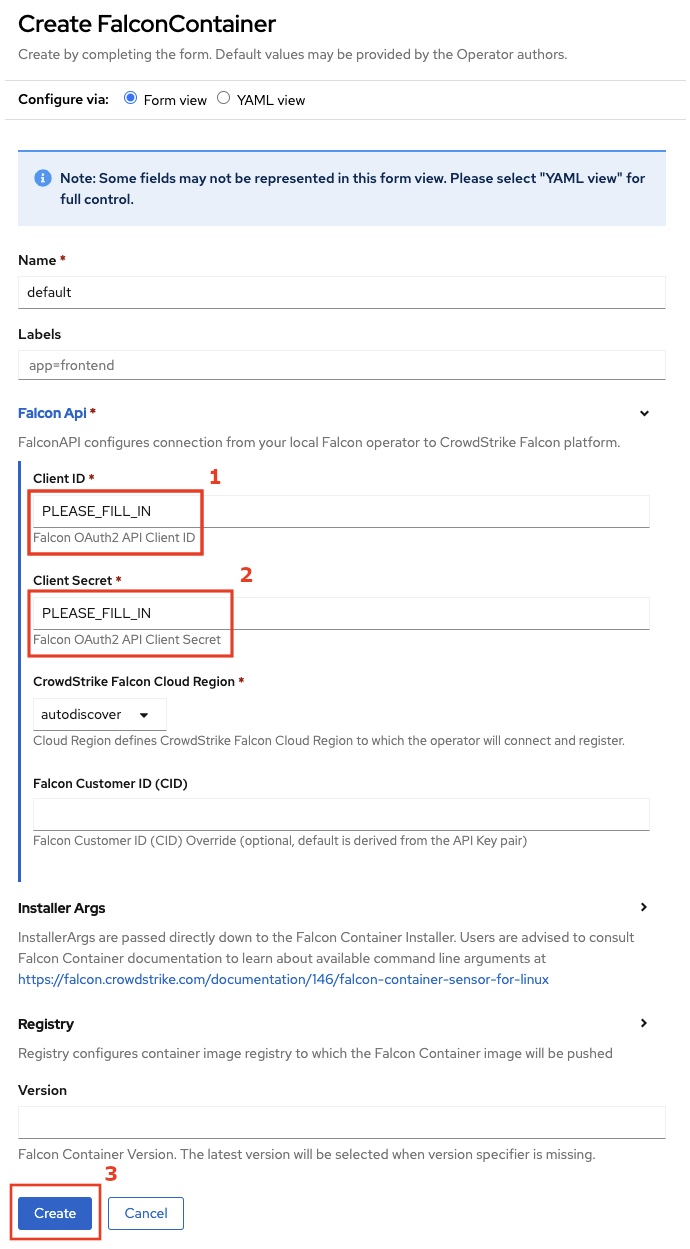 Create FalconContainer
Create by completing the form. Default values may be provided by the Operator authors.
Configure via: Form view YAML view
Note: Some fields may not be represented in this form view. Please select "YAML view" for
full control.
Name *
default
Labels
app=frontend
Falcon Api *
FalconAPI configures connection from your local Falcon operator to CrowdStrike Falcon platform.
Client ID * 1
PLEASE_FILL_IN
Falcon OAuth2 API Client ID
Client Secret * 2
PLEASE_FILL_IN
Falcon OAuth2 API Client Secret
CrowdStrike Falcon Cloud Region *
autodiscover
Cloud Region defines CrowdStrike Falcon Cloud Region to which the operator will connect and register.
Falcon Customer ID (CID)
Falcon Customer ID (CID) Override (optional, default is derived from the API Key pair)
Installer Args
InstallerArgs are passed directly down to the Falcon Container Installer. Users are advised to consult
Falcon Container documentation to learn about available command line arguments at
https://falcon.crowdstrike.com/documentation/146/falcon-container-sensor-for-linux
Registry
Registry configures container image registry to which the Falcon Container image will be pushed
Version
Falcon Container Version. The latest version will be selected when version specifier is missing.
3
Create Cancel